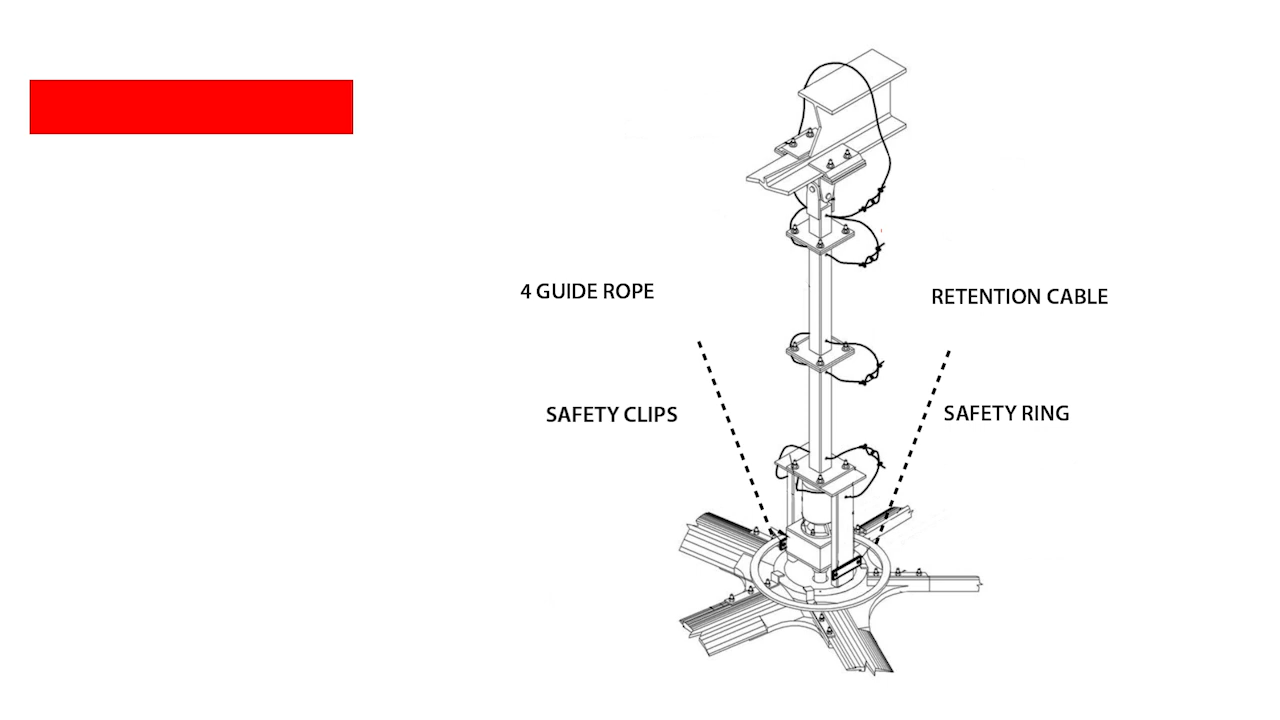 4 GUIDE ROPE
RETENTION CABLE
SAFETY CLIPS
SAFETY RING